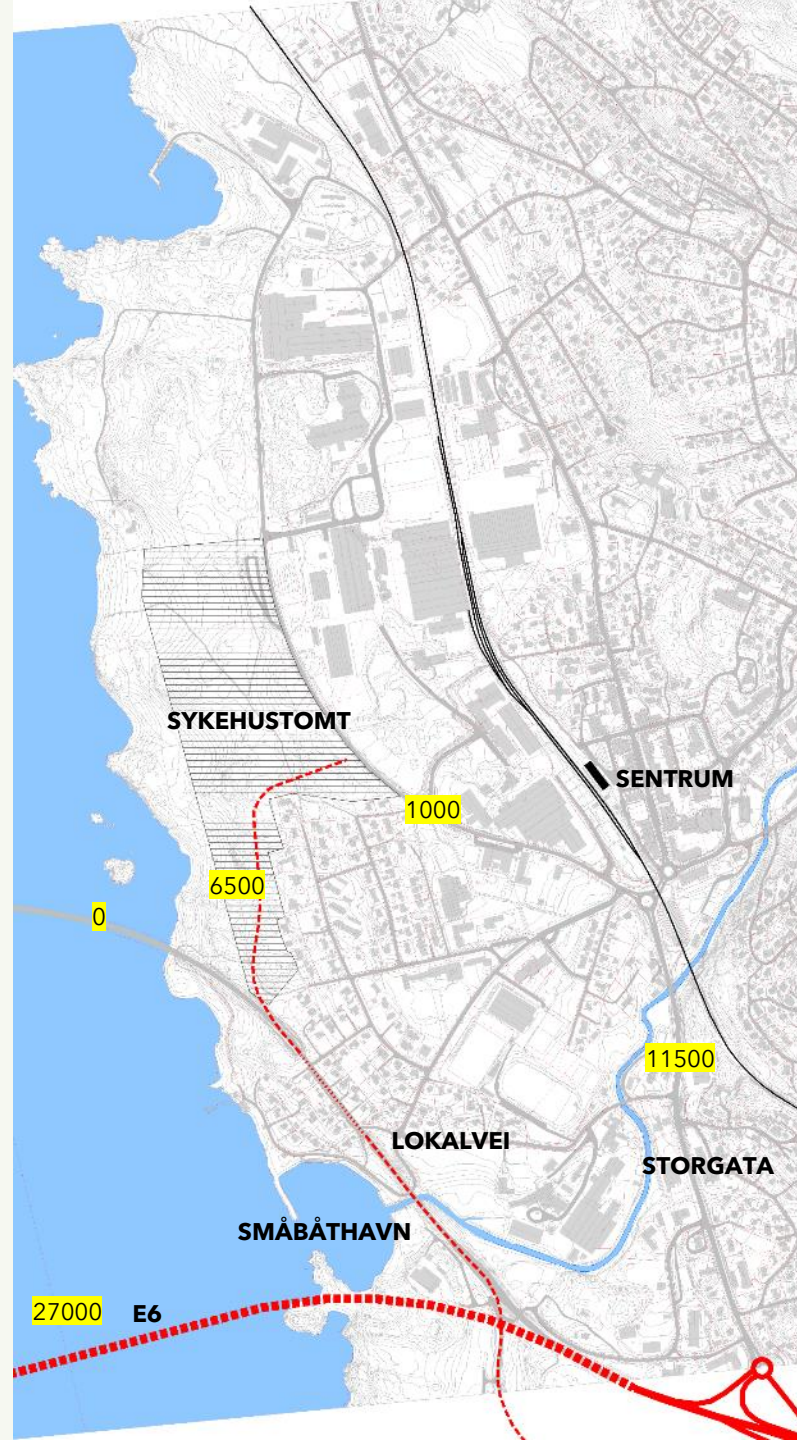 SYKEHUSTOMT
SENTRUM
1000
6500
0
11500
LOKALVEI
STORGATA
SMÅBÅTHAVN
27000 E6